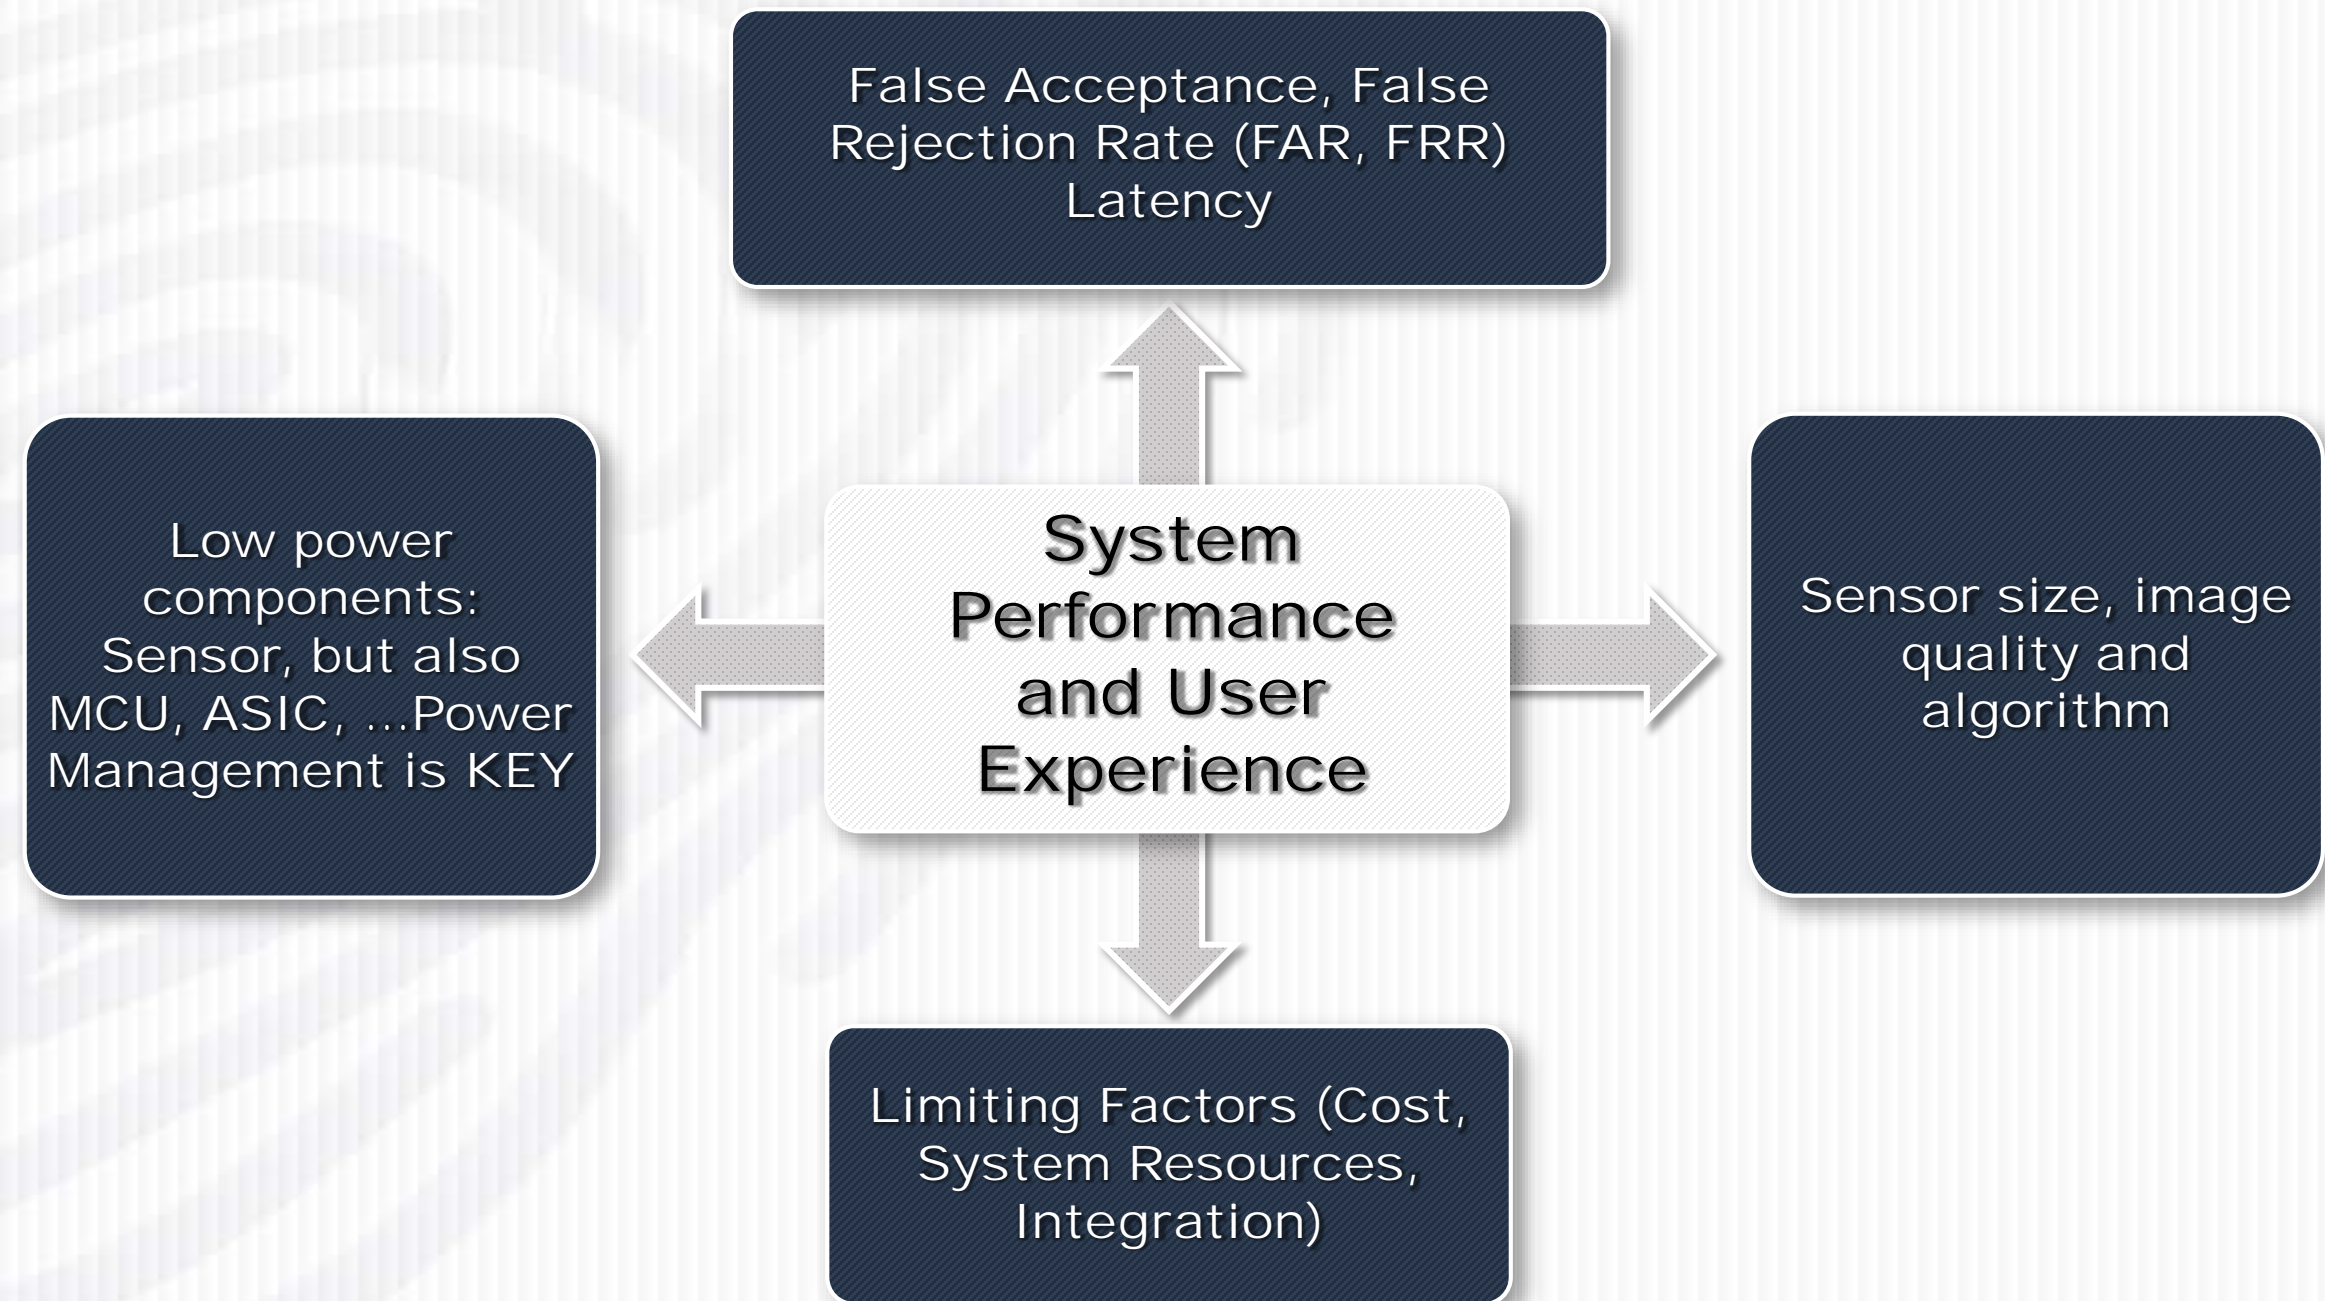 False Acceptance, False
Rejection Rate (FAR, FRR)
Latency
Low power
components:
Sensor, but also
MCU, ASIC, …Power
Management is KEY
System
Performance
and User
Experience
Sensor size, image
quality and
algorithm
Limiting Factors (Cost,
System Resources,
Integration)